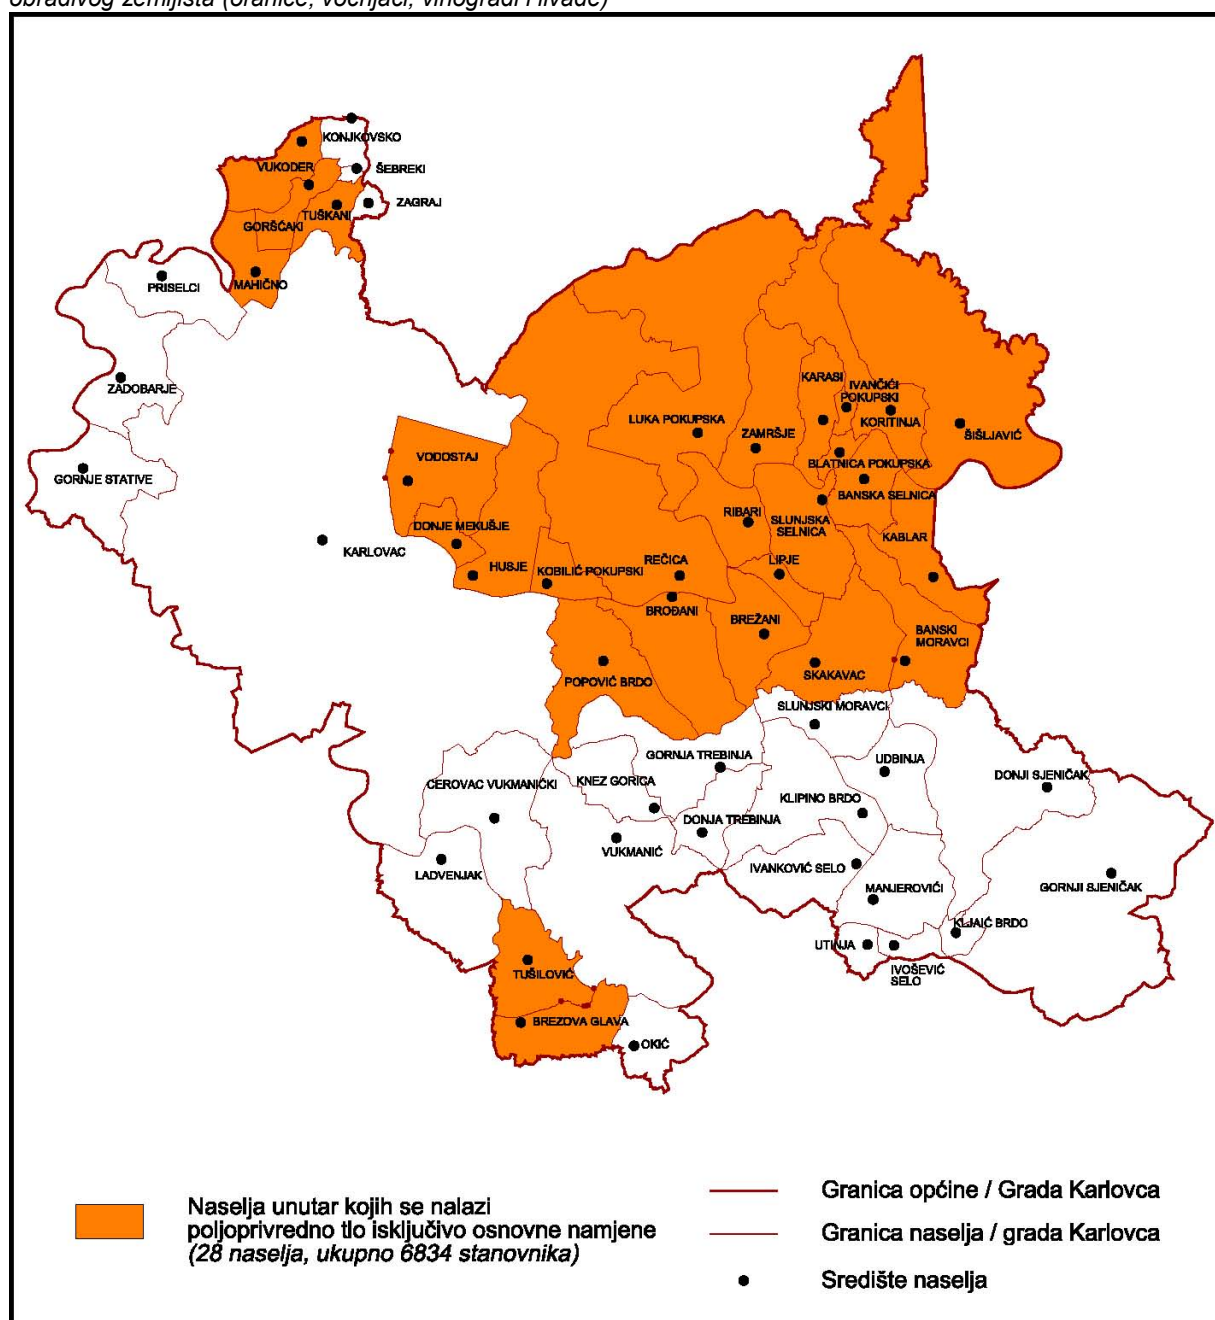 obradivog zemljišta (oranice, voćnjaci, vinogradi i livade)
KONJKOVSKO
VUKODER
ŠEBREKI
ZAGRAJ
TUŠKANI
GORŠĆAKI
MAHIČNO
PRISELCI
ZADOBARJE
GORNJE STATIVE
KARLOVAC
VODOSTAJ
DONJE MEKUŠJE
HUSJE
KOBILIĆ POKUPSKI
REČICA
BROĐANI
LUKA POKUPSKA
ZAMRŠJE
KARASI
IVANČIĆI
POKUPSKI
KORITINJA
ŠIŠLJAVIĆ
BLATNICA POKUPSKA
BANSKA SELNICA
RIBARI
SLUNJSKA
SELNICA
KABLAR
LIPJE
BREŽANI
BANSKI
MORAVCI
SKAKAVAC
POPOVIĆ BRDO
SLUNJSKI MORAVCI
GORNJA TREBINJA
UDBINJA
DONJI SJENIČAK
CEROVAC VUKMANIĆKI
KNEZ GORICA
KLIPINO BRDO
DONJA TREBINJA
VUKMANIĆ
LADVENJAK
IVANKOVIĆ SELO
MANJEROVIĆI
GORNJI SJENIČAK
KLJAIĆ BRDO
UTINJA
IVOŠEVIĆ
SELO
TUŠILOVIĆ
BREZOVA GLAVA
OKIĆ
Naselja unutar kojih se nalazi
poljoprivredno tlo isključivo osnovne namjene
(28 naselja, ukupno 6834 stanovnika)
Granica općine / Grada Karlovca
Granica naselja / grada Karlovca
Središte naselja